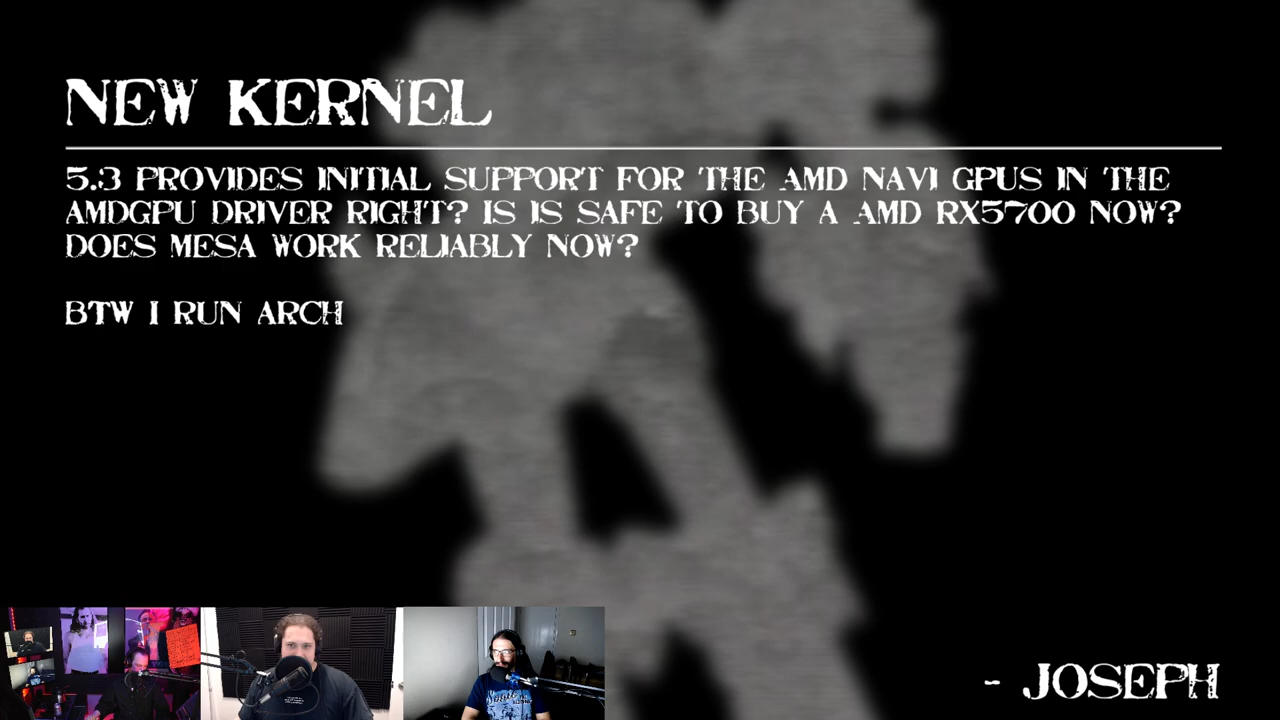 NEW KERNEL
5.3 PROVIDES INITIAL SUPPORT FOR THE AMD NAVI GPUS IN THE
AMDGPU DRIVER RIGHT? IS IS SAFE TO BUY A AMD RX5700 NOW?
DOES MESA WORK RELIABLY NOW?
BTW I RUN ARCH
- JOSEPH